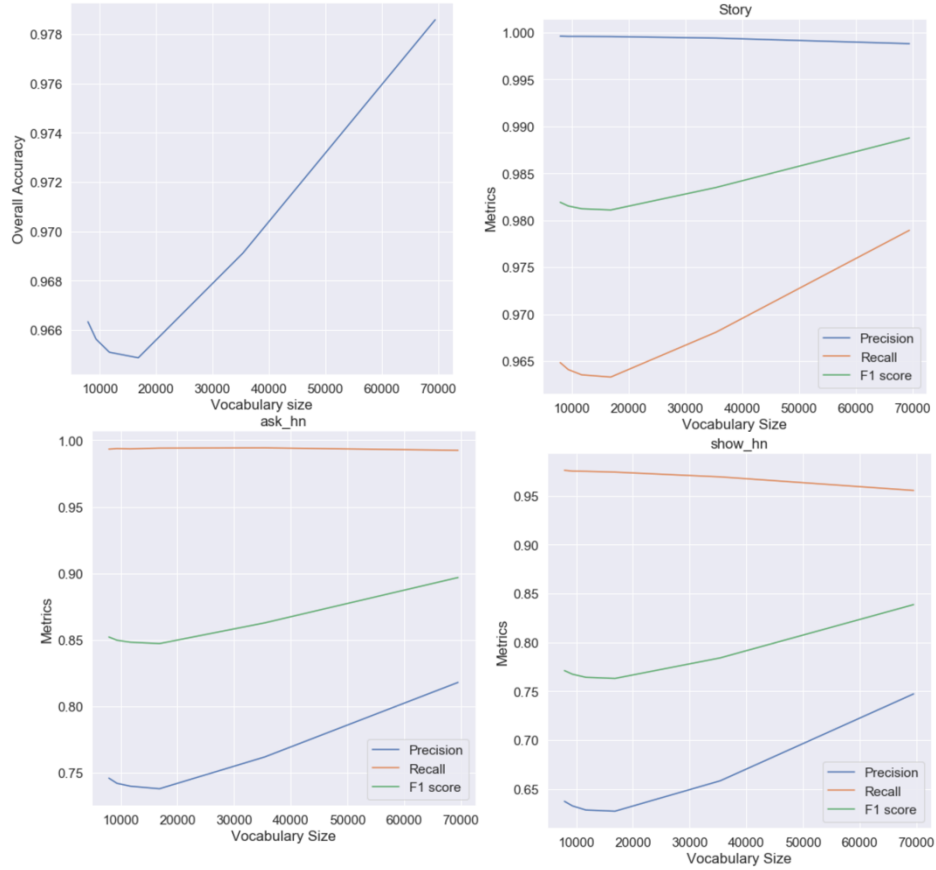 0.978
0.976
0.974
0.972
0.970
0.968
0.966
Overall Accuracy
10000 20000 30000 40000 50000 60000 70000
Vocabulary size
Story
1.000
0.995
0.990
0.985
0.980
0.975
0.970
0.965
Metrics
Precision
Recall
F1 score
10000 20000 30000 40000 50000 60000 70000
Vocabulary Size
ask_hn
1.00
0.95
0.90
0.85
0.80
0.75
Metrics
Precision
Recall
F1 score
10000 20000 30000 40000 50000 60000 70000
Vocabulary Size
show_hn
0.95
0.90
0.85
0.80
0.75
0.70
0.65
Metrics
Precision
Recall
F1 score
10000 20000 30000 40000 50000 60000 70000
Vocabulary Size